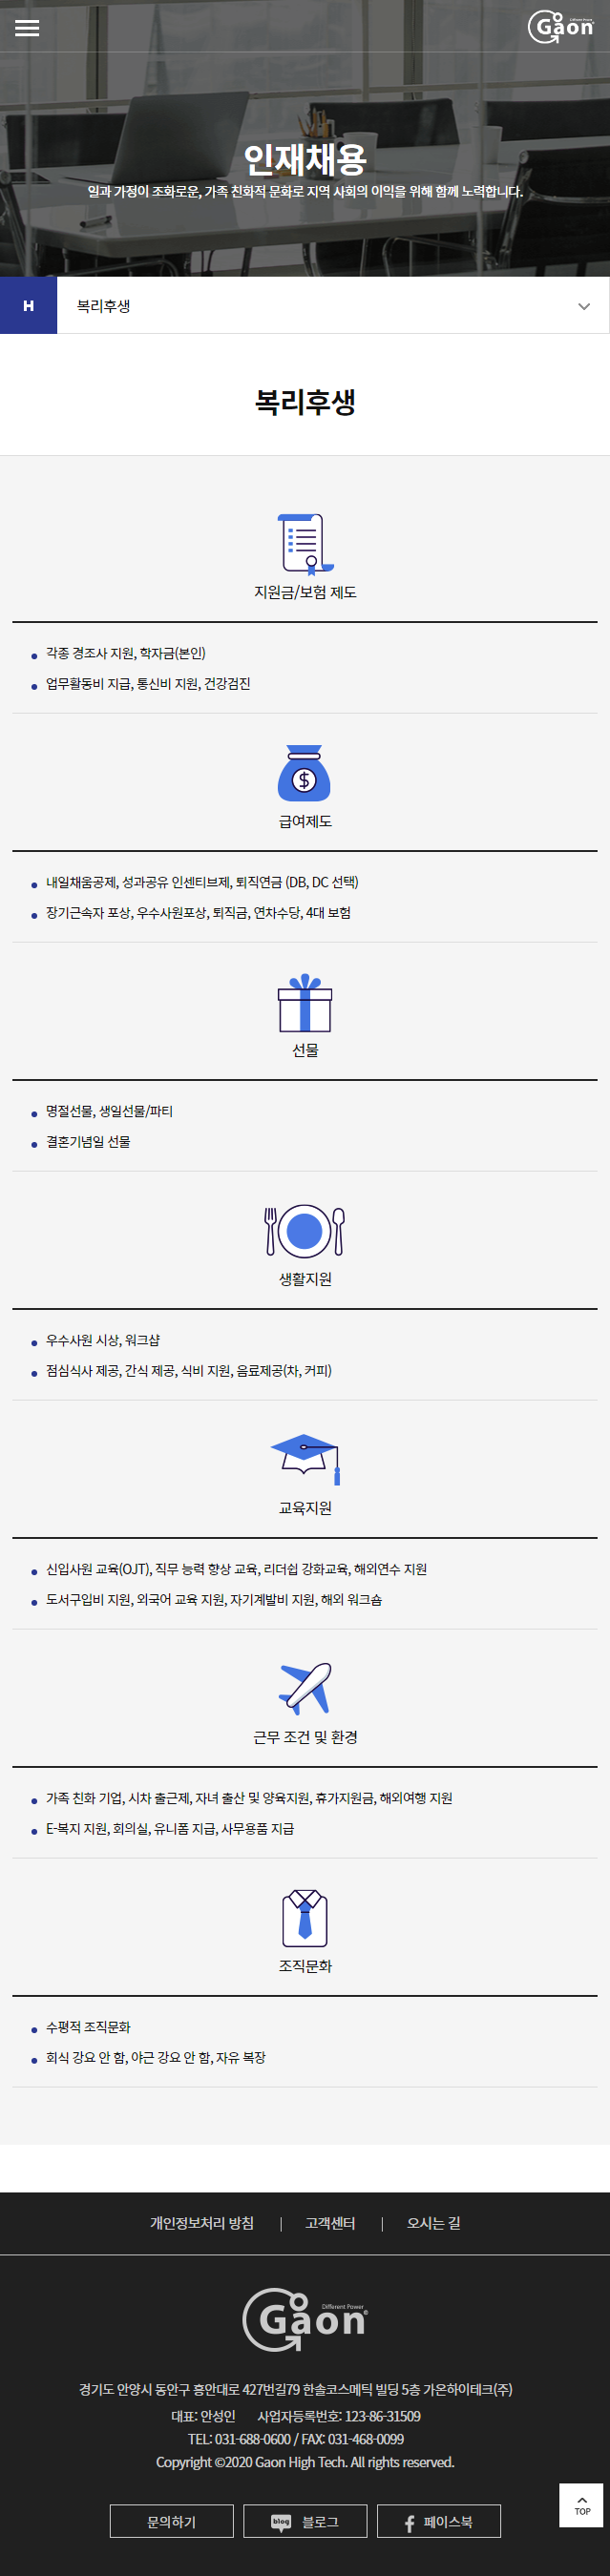 Gaon
Different Power
인재채용
일과 가정이 조화로운, 가족 친화적 문화로 지역 사회의 이익을 위해 함께 노력합니다.
H
복리후생
복리후생
지원금/보험 제도
각종 경조사 지원, 학자금(본인)
업무활동비 지급, 통신비 지원, 건강검진
급여제도
내일채움공제, 성과공유 인센티브제, 퇴직연금 (DB, DC 선택)
장기근속자 포상, 우수사원포상, 퇴직금, 연차수당, 4대 보험
선물
명절선물, 생일선물/파티
결혼기념일 선물
생활지원
우수사원 시상, 워크샵
점심식사 제공, 간식 제공, 식비 지원, 음료제공(차, 커피)
교육지원
신입사원 교육(OJT), 직무 능력 향상 교육, 리더쉽 강화교육, 해외연수 지원
도서구입비 지원, 외국어 교육 지원, 자기계발비 지원, 해외 워크숍
근무 조건 및 환경
가족 친화 기업, 시차 출근제, 자녀 출산 및 양육지원, 휴가지원금, 해외여행 지원
E-복지 지원, 회의실, 유니폼 지급, 사무용품 지급
조직문화
수평적 조직문화
회식 강요 안 함, 야근 강요 안 함, 자유 복장
개인정보처리 방침 | 고객센터 | 오시는 길
Different Power
Gaon®
경기도 안양시 동안구 흥안대로 427번길79 한솔코스메틱 빌딩 5층 가온하이테크(주)
대표: 안성인 사업자등록번호: 123-86-31509
TEL: 031-688-0600 / FAX: 031-468-0099
Copyright ©2020 Gaon High Tech. All rights reserved.
TOP
문의하기 blog 블로그 페이스북